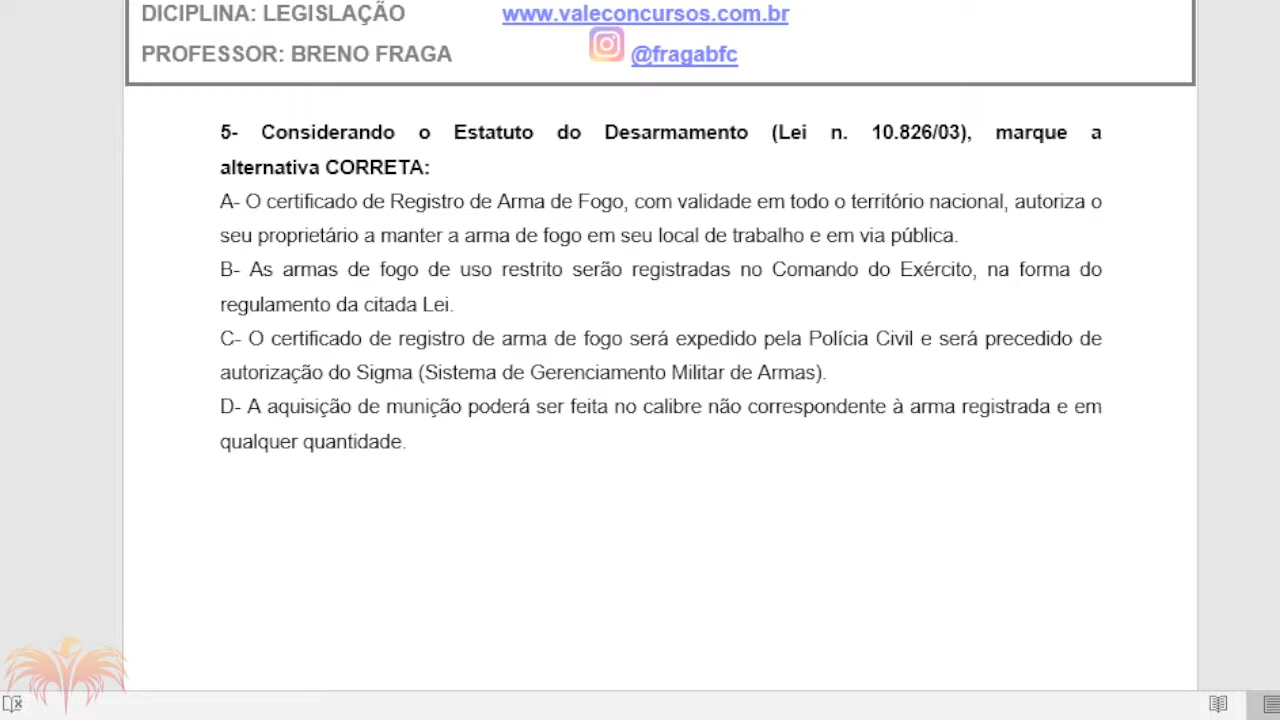 DICIPLINA: LEGISLAÇÃO www.valeconcursos.com.br
PROFESSOR: BRENO FRAGA @fragabfc
5- Considerando o Estatuto do Desarmamento (Lei n. 10.826/03), marque a
alternativa CORRETA:
A- O certificado de Registro de Arma de Fogo, com validade em todo o território nacional, autoriza o
seu proprietário a manter a arma de fogo em seu local de trabalho e em via pública.
B- As armas de fogo de uso restrito serão registradas no Comando do Exército, na forma do
regulamento da citada Lei.
C- O certificado de registro de arma de fogo será expedido pela Polícia Civil e será precedido de
autorização do Sigma (Sistema de Gerenciamento Militar de Armas).
D- A aquisição de munição poderá ser feita no calibre não correspondente à arma registrada e em
qualquer quantidade.